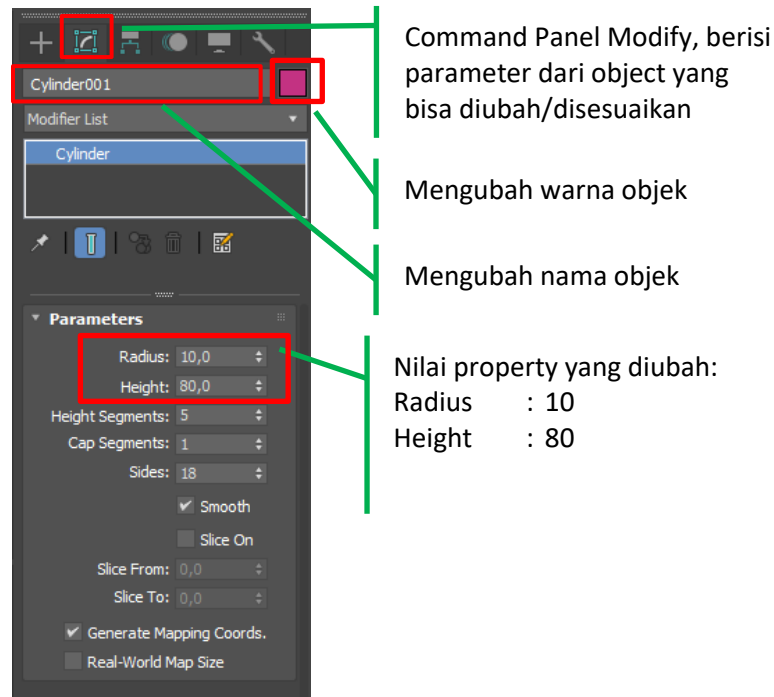 Cylinder001
Modifier List
Cylinder
Parameters
Radius: 10,0
Height: 80,0
Height Segments: 5
Cap Segments: 1
Sides: 18
Smooth
Slice On
Slice From: 0,0
Slice To: 0,0
Generate Mapping Coords.
Real-World Map Size
Command Panel Modify, berisi
parameter dari object yang
bisa diubah/disesuaikan
Mengubah warna objek
Mengubah nama objek
Nilai property yang diubah:
Radius : 10
Height : 80